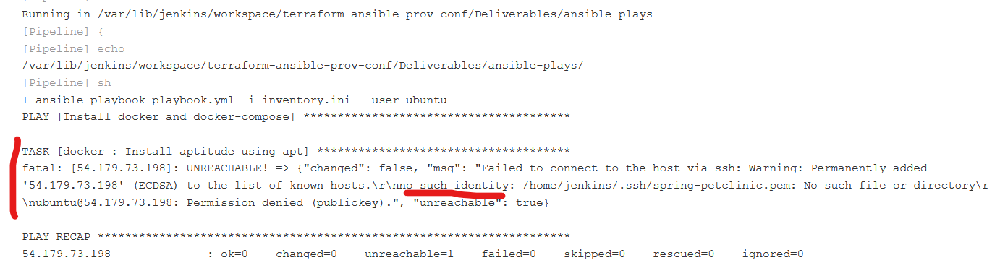 Running in /var/lib/jenkins/workspace/terraform-ansible-prov-conf/Deliverables/ansible-plays
[Pipeline] {
[Pipeline] echo
/var/lib/jenkins/workspace/terraform-ansible-prov-conf/Deliverables/ansible-plays/
[Pipeline] sh
+ ansible-playbook playbook.yml -i inventory.ini --user ubuntu
PLAY [Install docker and docker-compose] ***************************************
TASK [docker : Install aptitude using apt] *************************************
fatal: [54.179.73.198]: UNREACHABLE! => {"changed": false, "msg": "Failed to connect to the host via ssh: Warning: Permanently added
'54.179.73.198' (ECDSA) to the list of known hosts.\r\nno such identity: /home/jenkins/.ssh/spring-petclinic.pem: No such file or directory\r
\nubuntu@54.179.73.198: Permission denied (publickey).", "unreachable": true}
PLAY RECAP *********************************************************************
54.179.73.198 : ok=0 changed=0 unreachable=1 failed=0 skipped=0 rescued=0 ignored=0